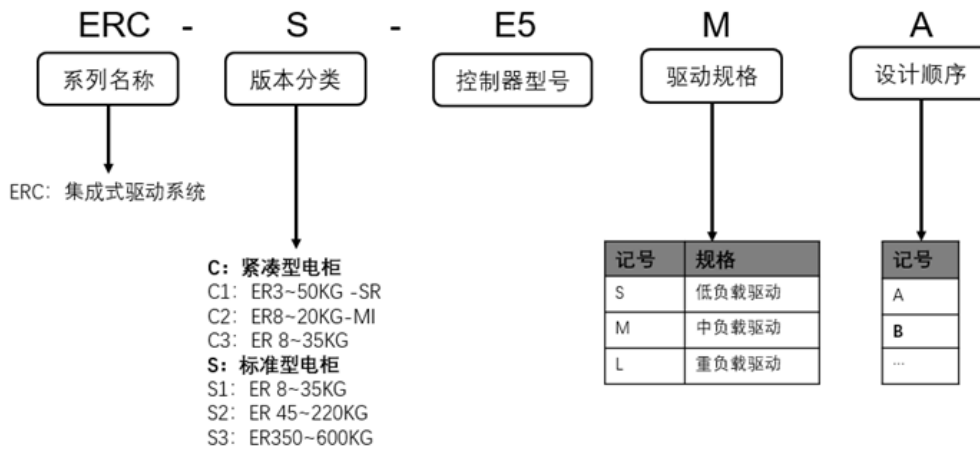 ERC - S - E5 M A
系列名称 版本分类 控制器型号 驱动规格 设计顺序
ERC：集成式驱动系统
C：紧凑型电柜
C1：ER3~50KG -SR
C2：ER8~20KG-MI
C3：ER 8~35KG
S：标准型电柜
S1：ER 8~35KG
S2：ER 45~220KG
S3：ER350~600KG
记号 规格
S 低负载驱动
M 中负载驱动
L 重负载驱动
记号
A
B
...